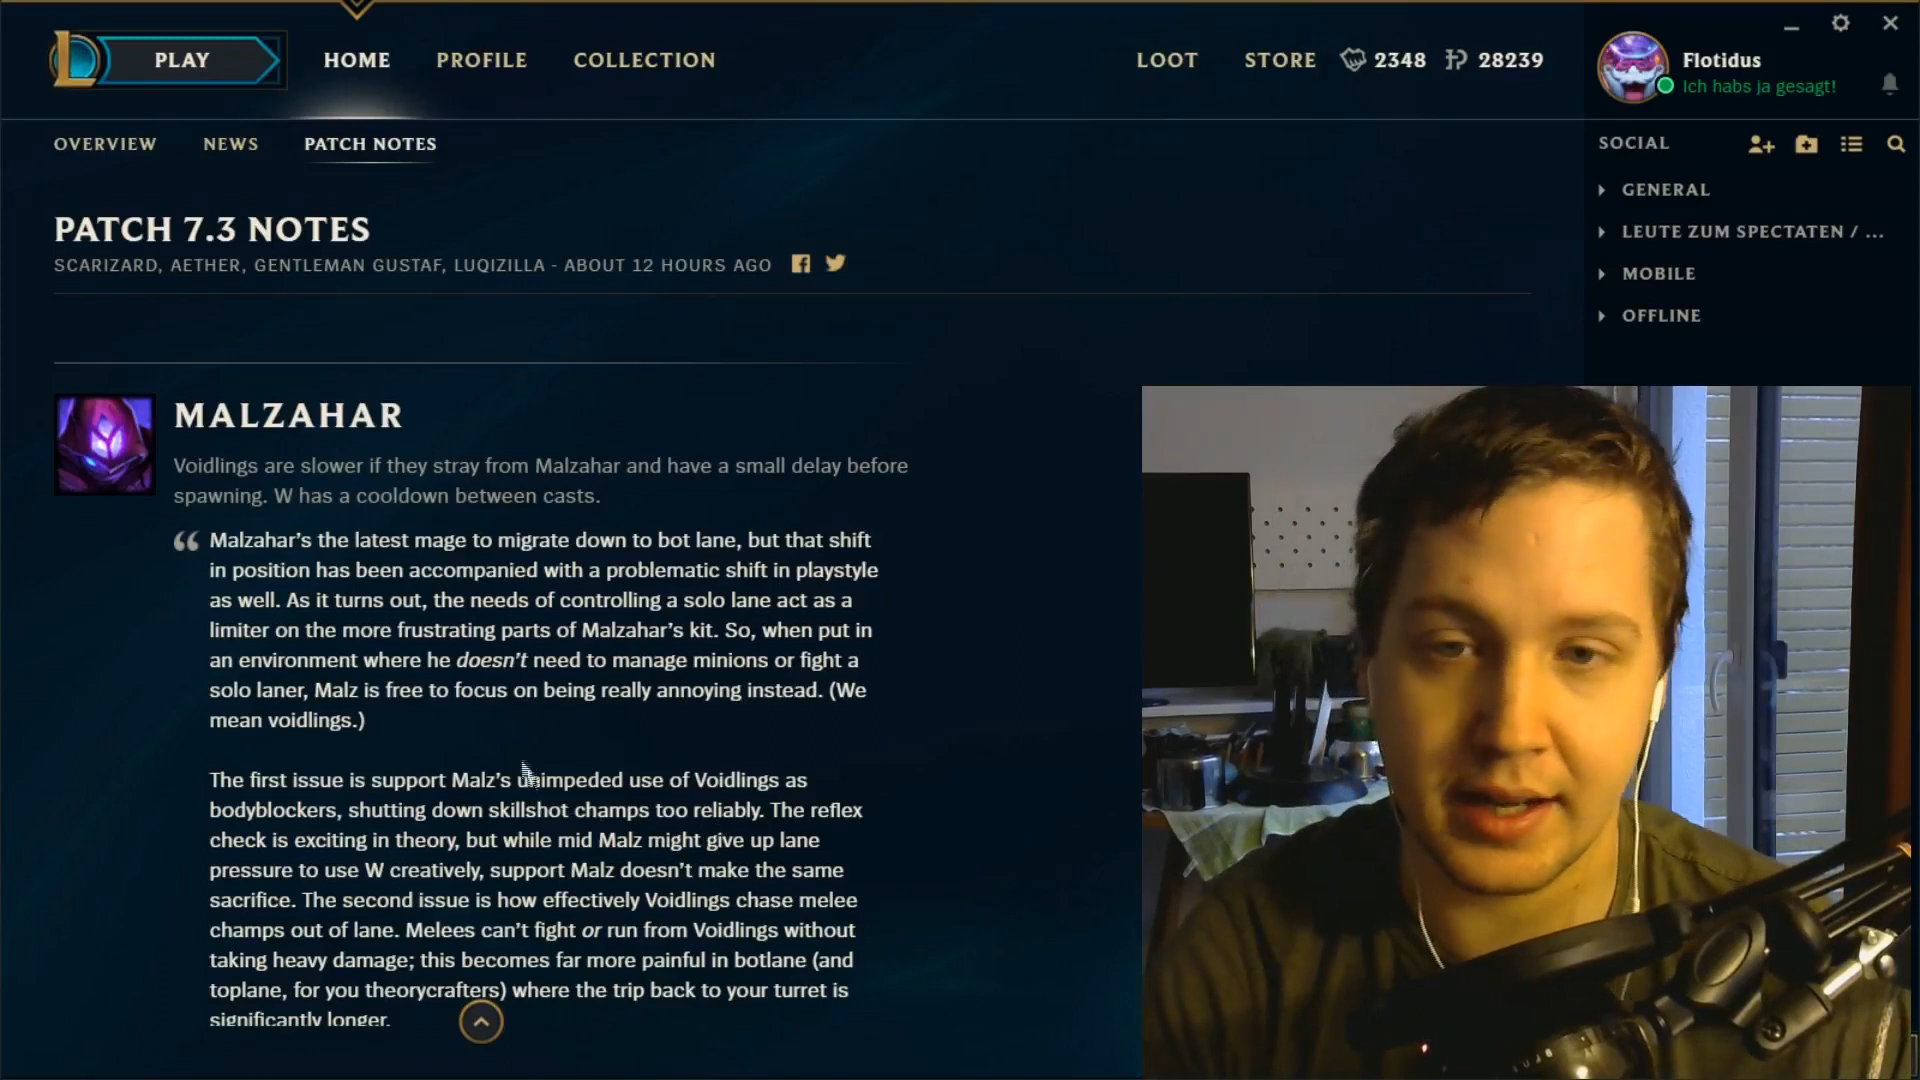 PLAY
HOME
PROFILE
COLLECTION
LOOT
STORE
2348
28239
Flotidus
Ich habs ja gesagt!
OVERVIEW
NEWS
PATCH NOTES
SOCIAL
GENERAL
LEUTE ZUM SPECTATEN / ...
MOBILE
OFFLINE
PATCH 7.3 NOTES
SCARIZARD, AETHER, GENTLEMAN GUSTAF, LUQIZILLA - ABOUT 12 HOURS AGO
MALZAHAR
Voidlings are slower if they stray from Malzahar and have a small delay before
spawning. W has a cooldown between casts.
“ Malzahar’s the latest mage to migrate down to bot lane, but that shift
in position has been accompanied with a problematic shift in playstyle
as well. As it turns out, the needs of controlling a solo lane act as a
limiter on the more frustrating parts of Malzahar’s kit. So, when put in
an environment where he doesn’t need to manage minions or fight a
solo laner, Malz is free to focus on being really annoying instead. (We
mean voidlings.)
The first issue is support Malz’s unimpeded use of Voidlings as
bodyblockers, shutting down skillshot champs too reliably. The reflex
check is exciting in theory, but while mid Malz might give up lane
pressure to use W creatively, support Malz doesn’t make the same
sacrifice. The second issue is how effectively Voidlings chase melee
champs out of lane. Melees can’t fight or run from Voidlings without
taking heavy damage; this becomes far more painful in botlane (and
toplane, for you theorycrafters) where the trip back to your turret is
significantly longer.